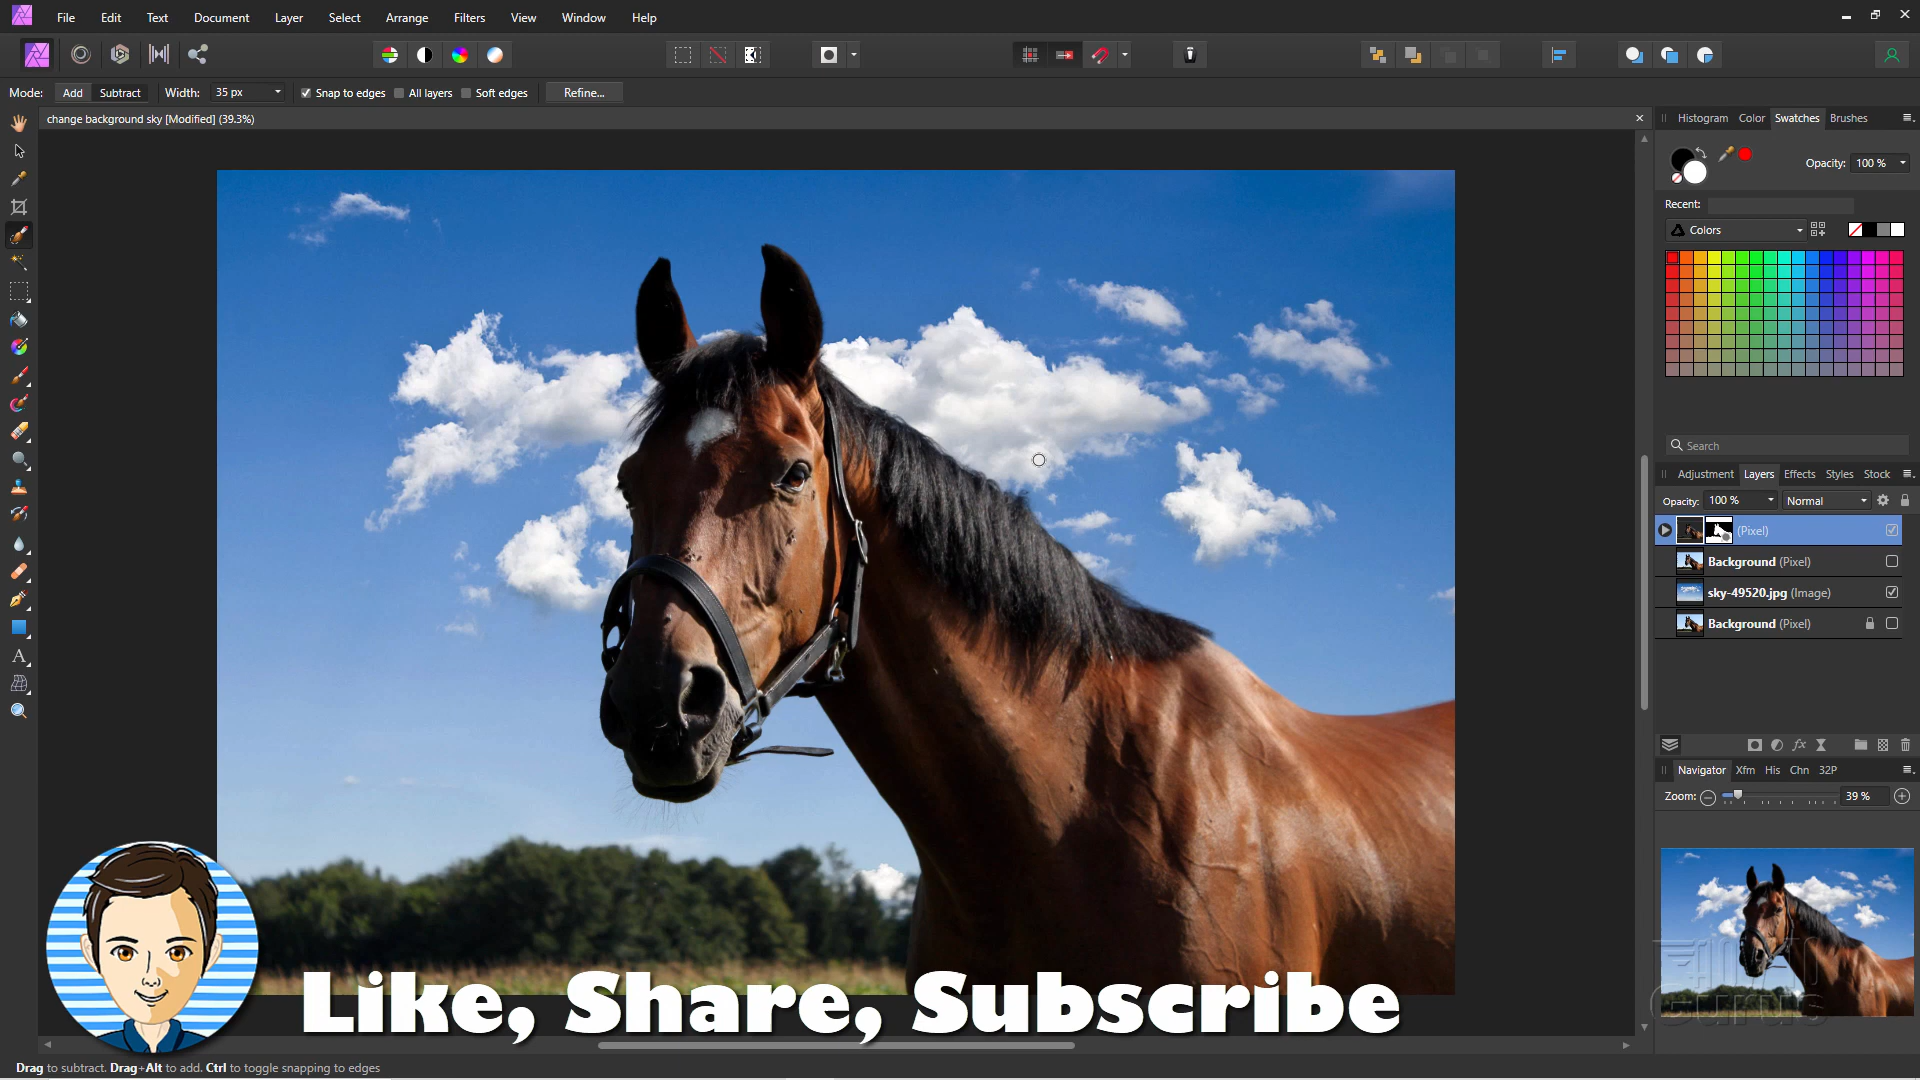 File Edit Text Document Layer Select Arrange Filters View Window Help
Mode: Add Subtract Width: 35 px Snap to edges All layers Soft edges Refine...
change background sky [Modified] (39.3%)
Histogram Color Swatches Brushes
Opacity: 100 %
Recent:
Colors
Search
Adjustment Layers Effects Styles Stock
Opacity: 100 % Normal
(Pixel)
Background (Pixel)
sky-49520.jpg (Image)
Background (Pixel)
Navigator Xfm His Chn 32P
Zoom: 39 %
Like, Share, Subscribe
Gurus
Drag to subtract. Drag+Alt to add. Ctrl to toggle snapping to edges